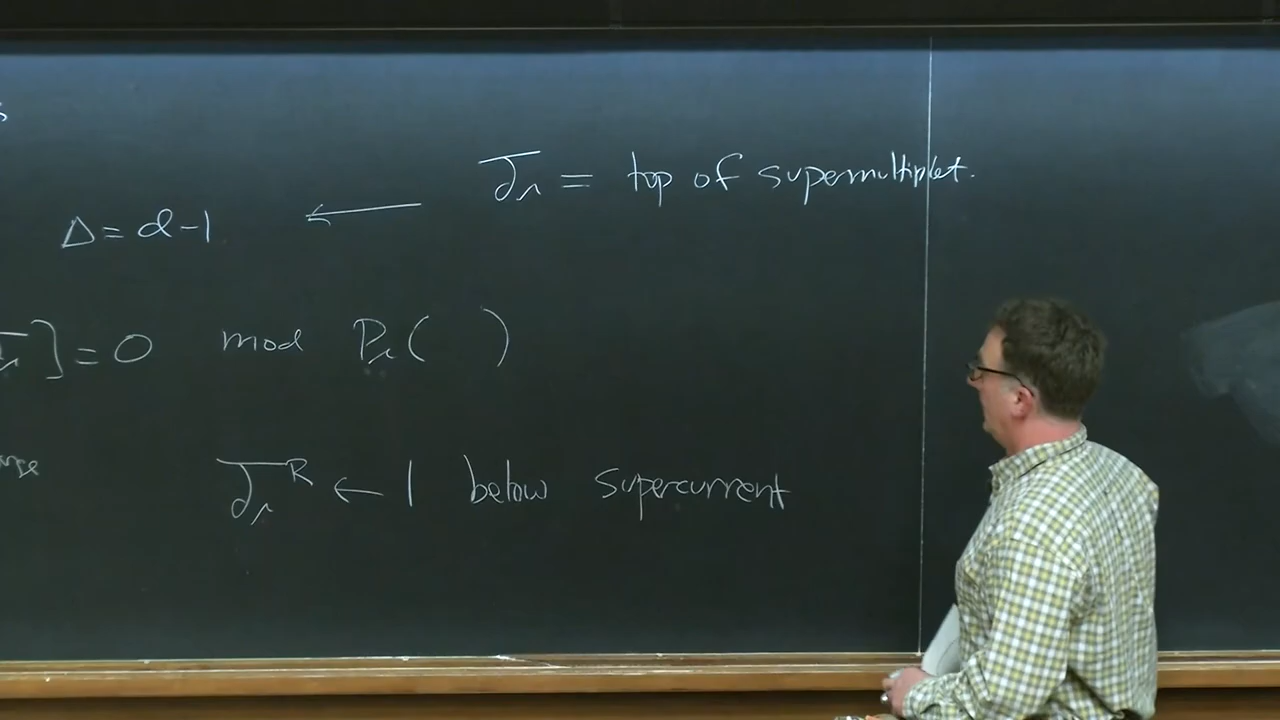 J_μ = top of supermultiplet.
Δ = d-1 ←
] = 0 mod P_μ( )
J_μ^R ← 1 below supercurrent